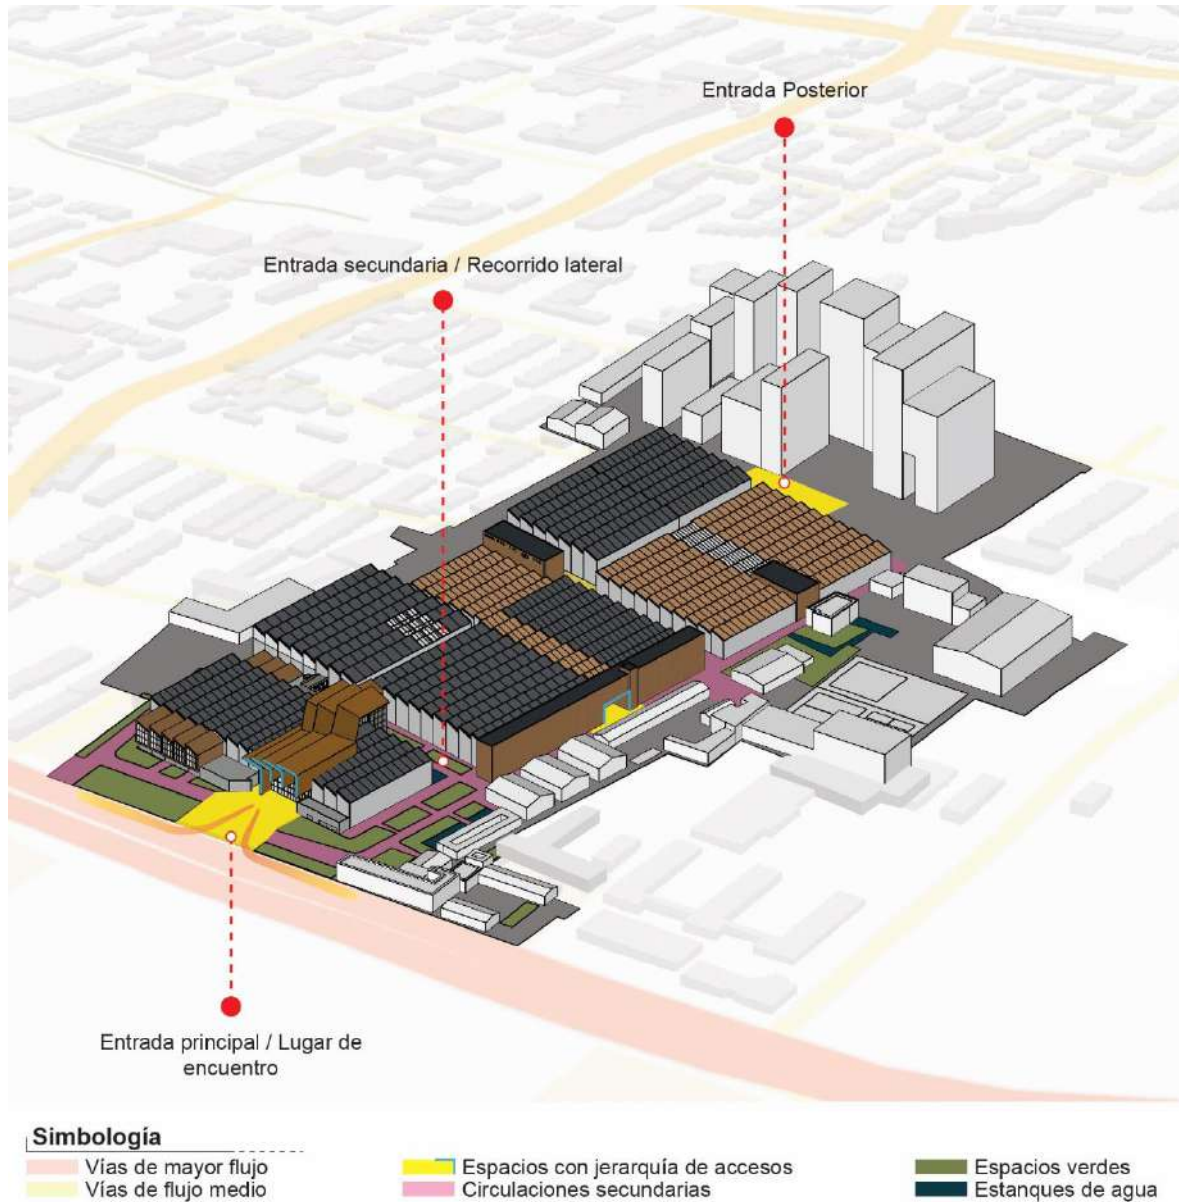 Entrada Posterior
Entrada secundaria / Recorrido lateral
Entrada principal / Lugar de
encuentro
Simbología
Vías de mayor flujo
Vías de flujo medio
Espacios con jerarquía de accesos
Circulaciones secundarias
Espacios verdes
Estanques de agua